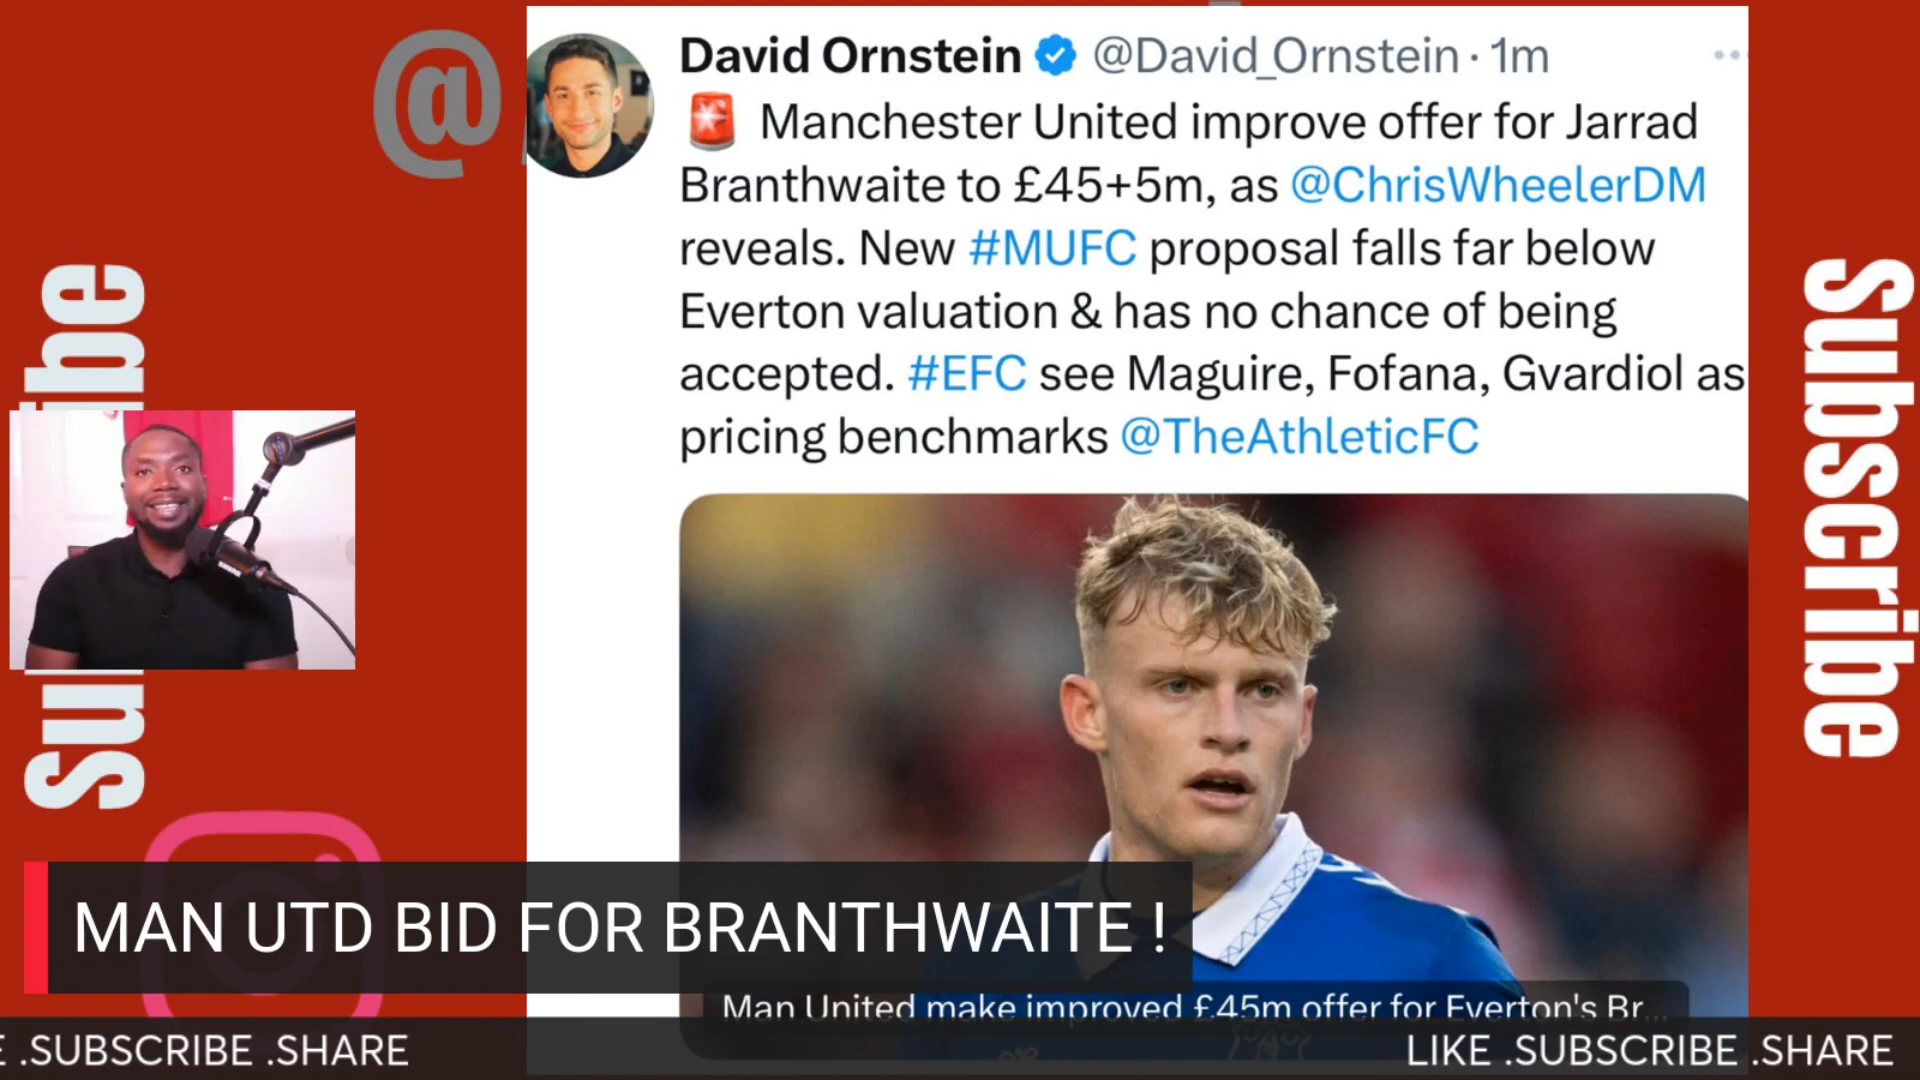 @
David Ornstein @David_Ornstein · 1m
🚨 Manchester United improve offer for Jarrad
Branthwaite to £45+5m, as @ChrisWheelerDM
reveals. New #MUFC proposal falls far below
Everton valuation & has no chance of being
accepted. #EFC see Maguire, Fofana, Gvardiol as
pricing benchmarks @TheAthleticFC
Su be
Subscribe
MAN UTD BID FOR BRANTHWAITE !
Man United make improved £45m offer for Everton's Br...
E .SUBSCRIBE .SHARE
LIKE .SUBSCRIBE .SHARE